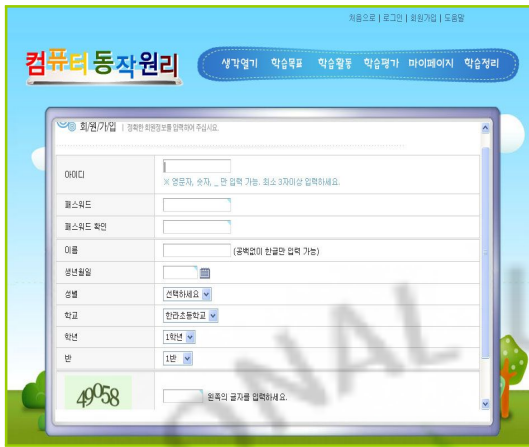 처음으로 | 로그인 | 회원가입 | 도움말
컴퓨터 동작원리
생각열기 학습목표 학습활동 학습평가 마이페이지 학습정리
회/원/가/입 | 정확한 회원정보를 입력하여 주십시요.
아이디
※ 영문자, 숫자, _ 만 입력 가능. 최소 3자이상 입력하세요.
패스워드
패스워드 확인
이름 (공백없이 한글만 입력 가능)
생년월일
성별 선택하세요
학교 한라초등학교
학년 1학년
반 1반
49058 왼쪽의 글자를 입력하세요.